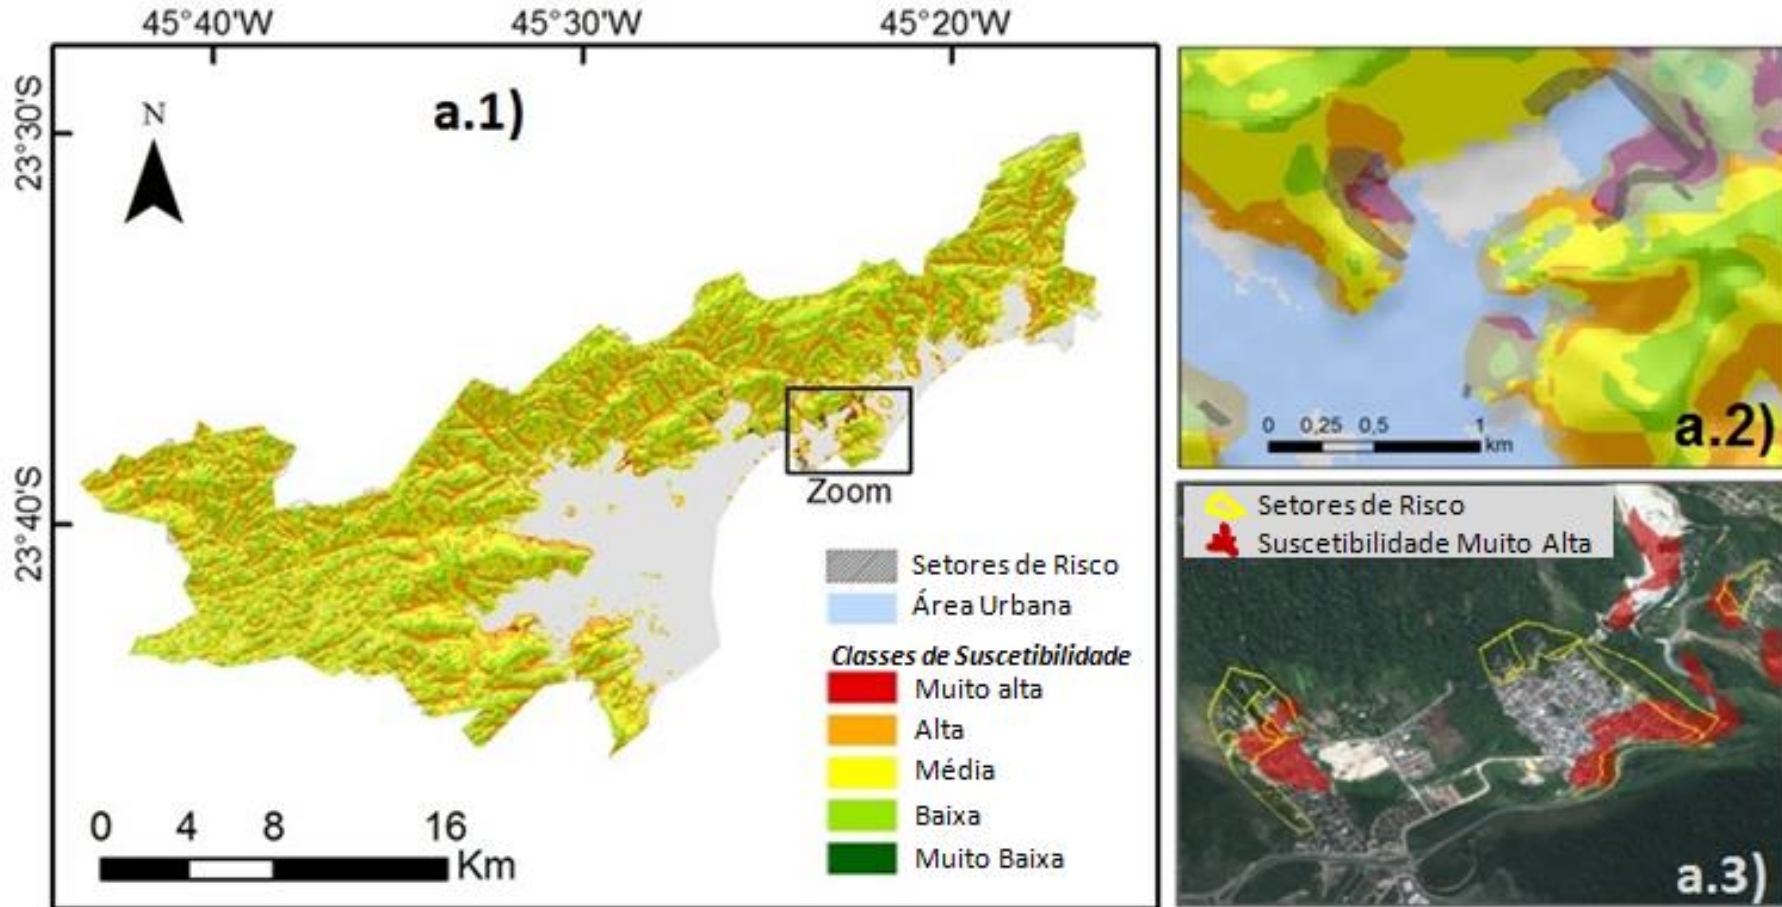 45°40'W 45°30'W 45°20'W
23°30'S
23°40'S
N
a.1)
Zoom
Setores de Risco
Área Urbana
Classes de Suscetibilidade
Muito alta
Alta
Média
Baixa
Muito Baixa
0 4 8 16
Km
0 0,25 0,5 1
km
a.2)
Setores de Risco
Suscetibilidade Muito Alta
a.3)